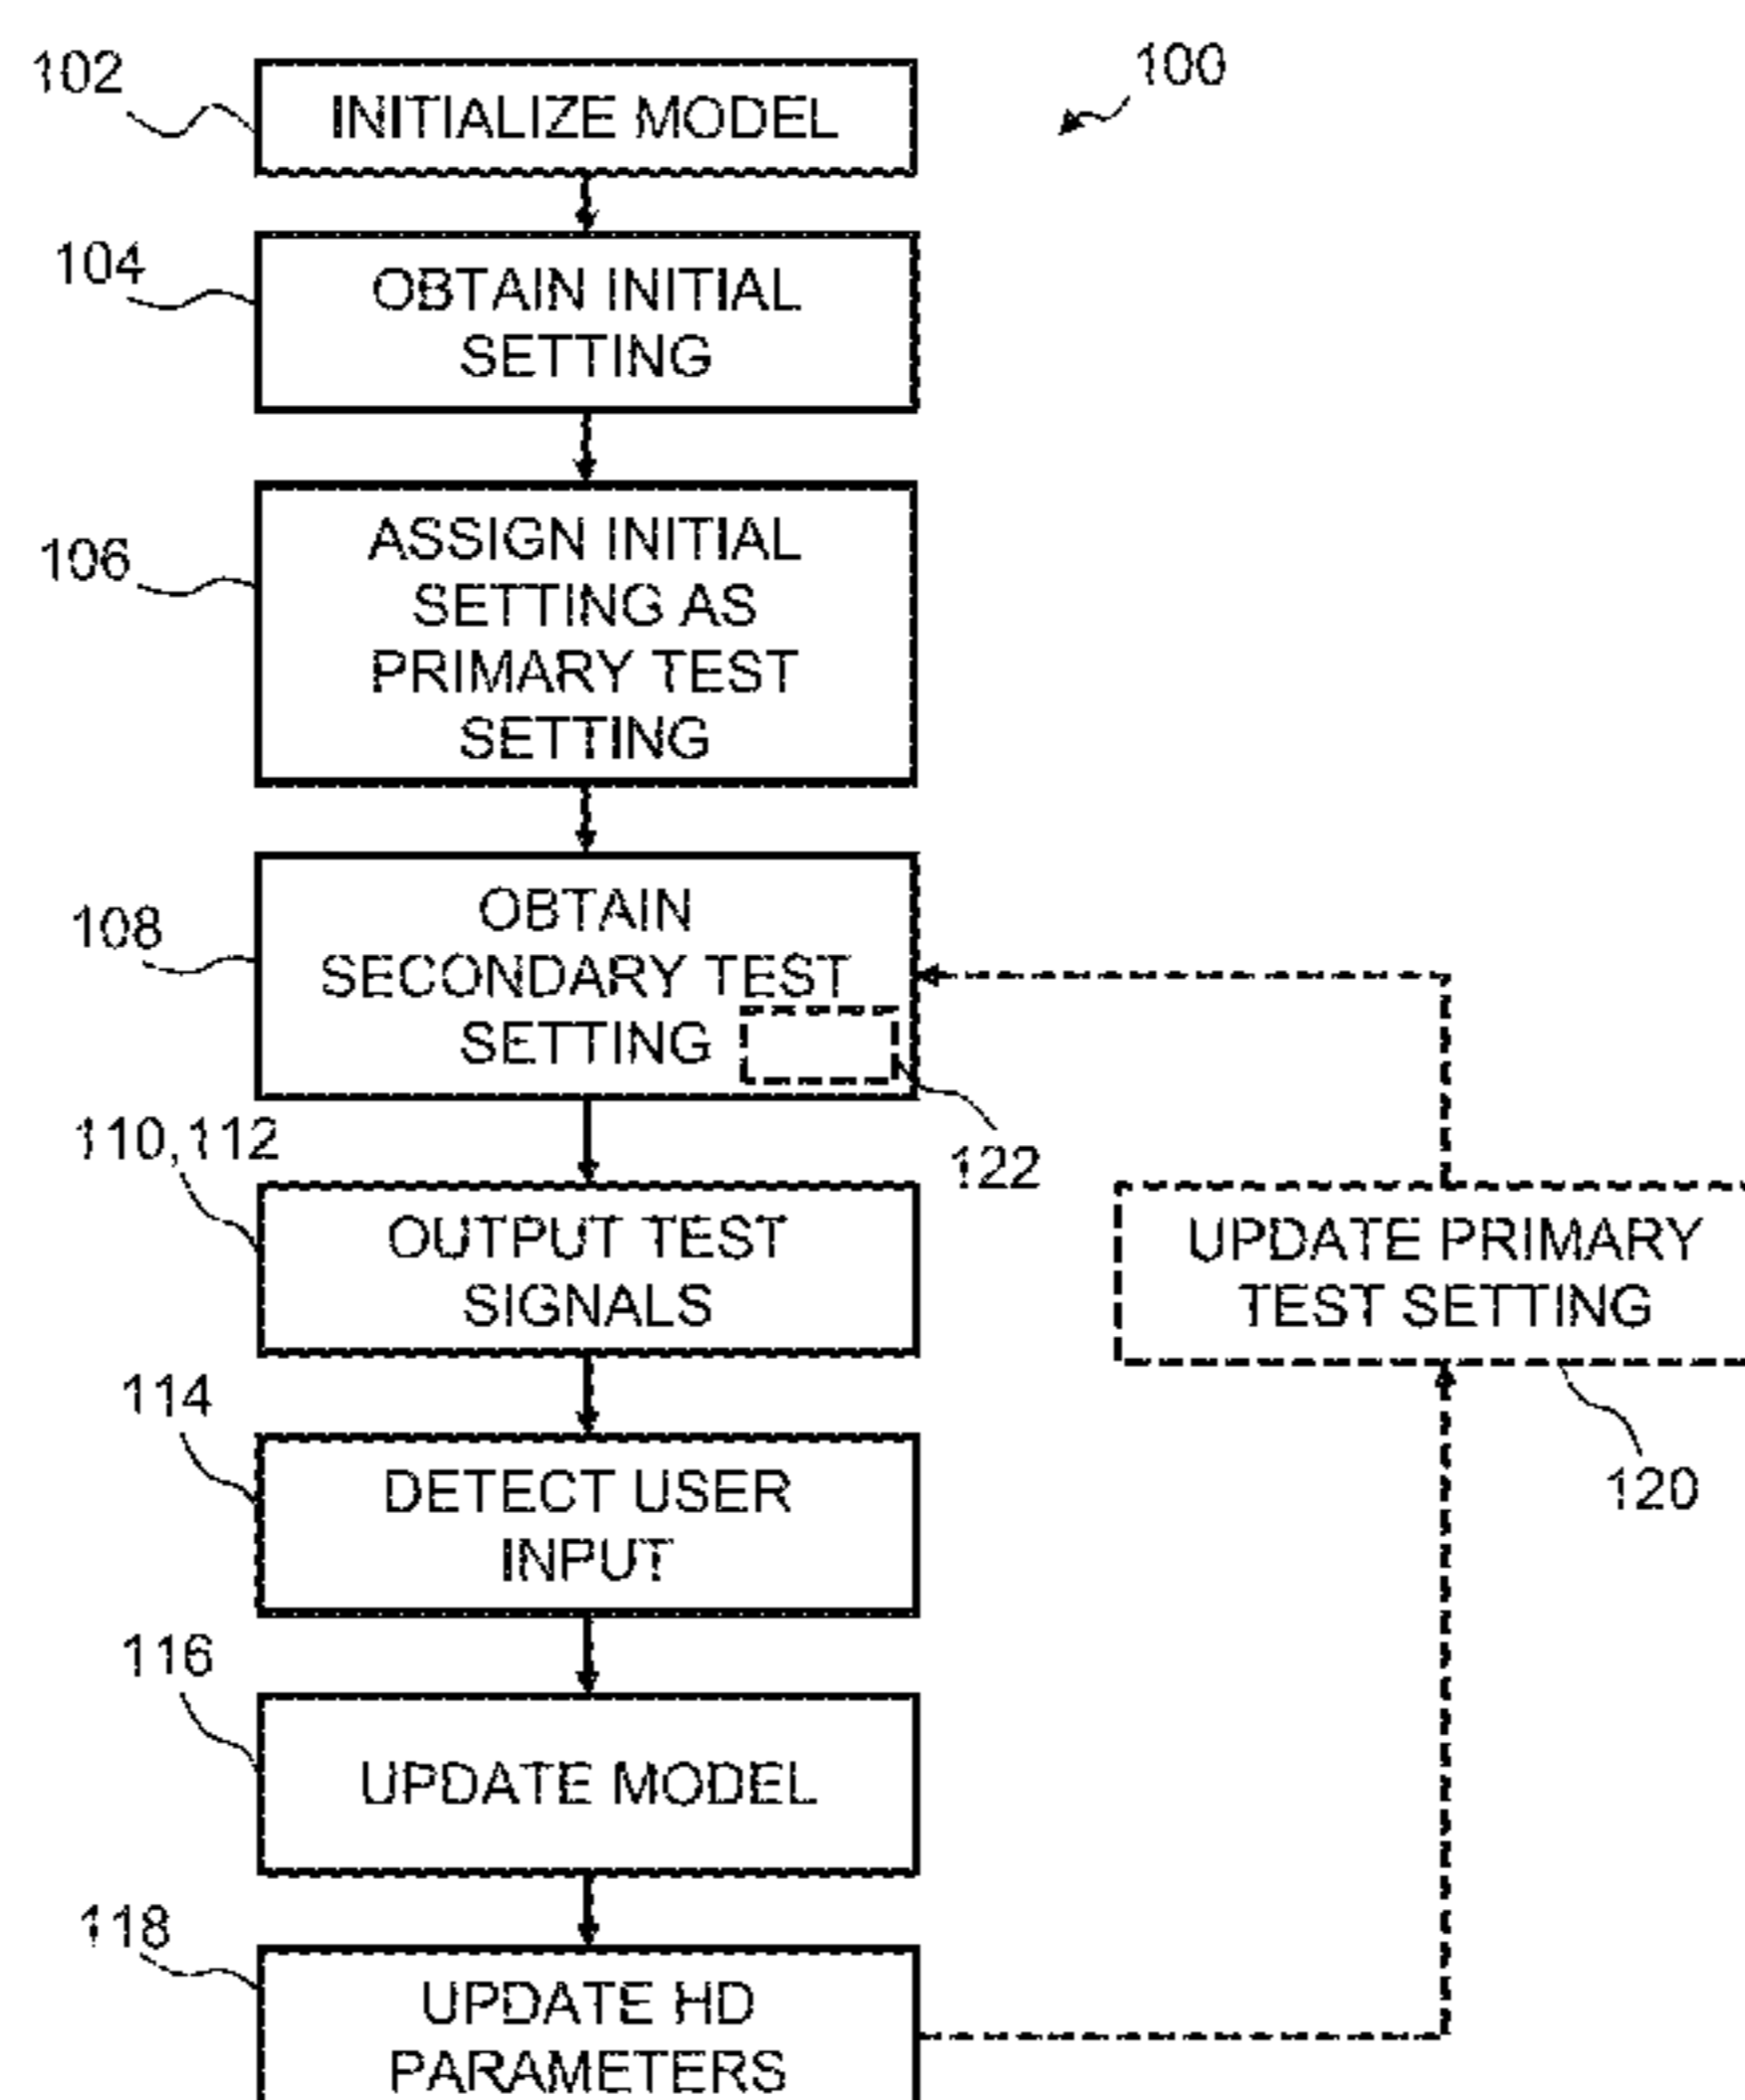 102
100
INITIALIZE MODEL
104
OBTAIN INITIAL
SETTING
106
ASSIGN INITIAL
SETTING AS
PRIMARY TEST
SETTING
108
OBTAIN
SECONDARY TEST
SETTING
122
110,112
OUTPUT TEST
SIGNALS
UPDATE PRIMARY
TEST SETTING
120
114
DETECT USER
INPUT
116
UPDATE MODEL
118
UPDATE HD
PARAMETERS